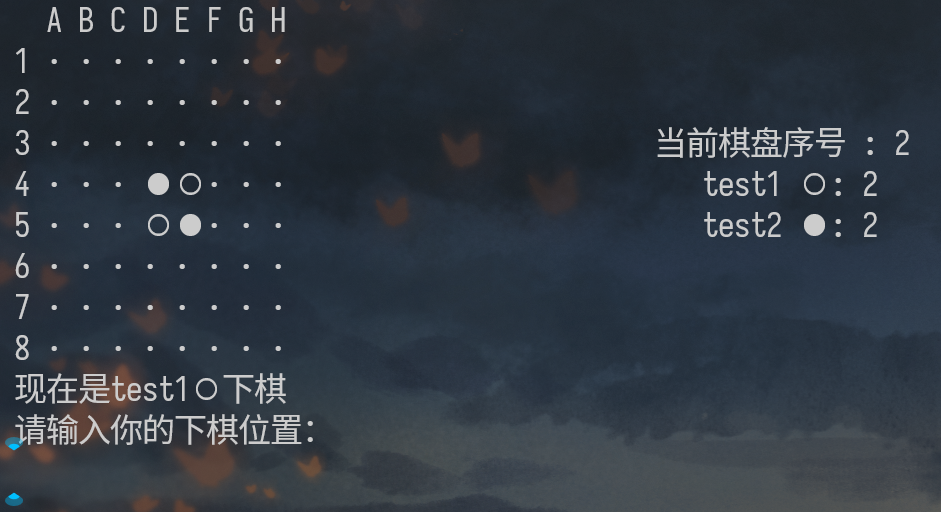 A B C D E F G H
1 · · · · · · · ·
2 · · · · · · · ·
3 · · · · · · · · 当前棋盘序号 : 2
4 · · · ● ○ · · · test1 ○: 2
5 · · · ○ ● · · · test2 ●: 2
6 · · · · · · · ·
7 · · · · · · · ·
8 · · · · · · · ·
现在是test1○下棋
请输入你的下棋位置: